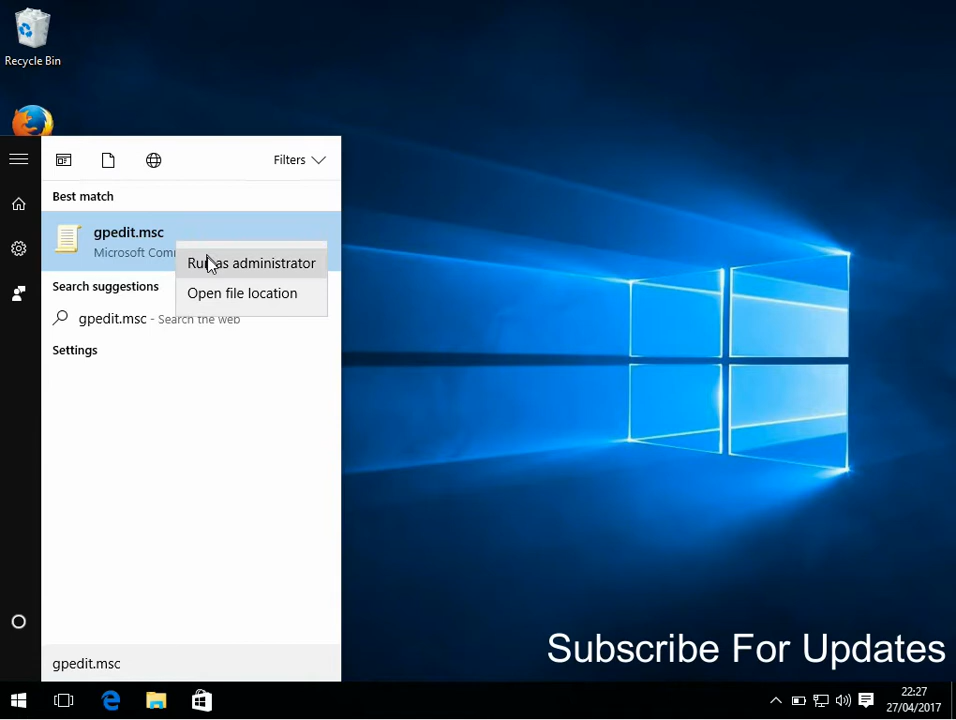 Recycle Bin
Filters
Best match
gpedit.msc
Microsoft Com
Run as administrator
Open file location
Search suggestions
gpedit.msc - Search the web
Settings
gpedit.msc
Subscribe For Updates
22:27
27/04/2017